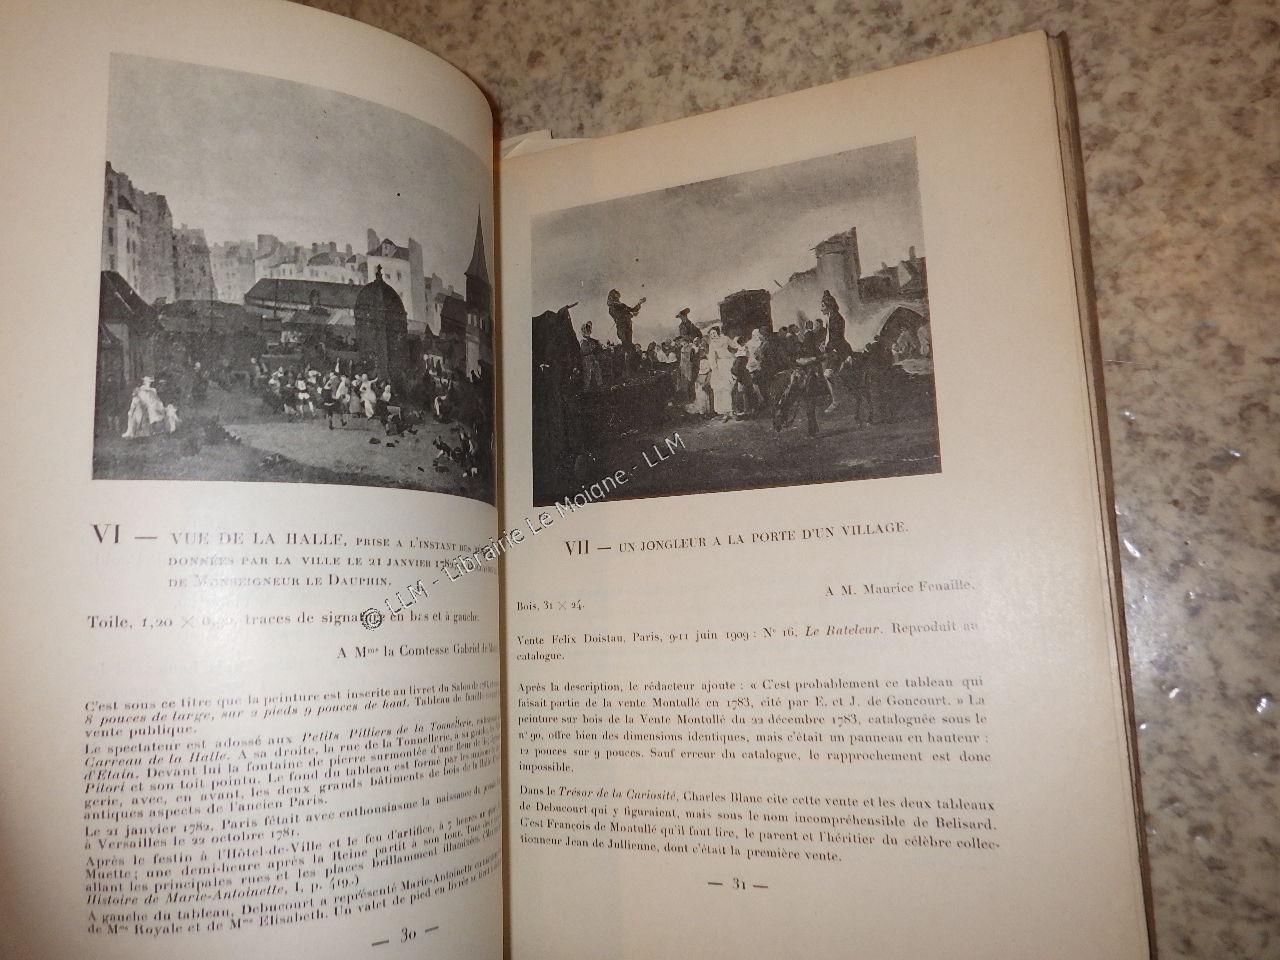 VI — VUE DE LA HALLE, PRISE A L'INSTANT DES
DONNÉES PAR LA VILLE LE 21 JANVIER 1782
DE MONSEIGNEUR LE DAUPHIN.
Toile, 1,20 × traces de signature en bas et à gauche.
A Mme la Comtesse Gabriel de
C'est sous ce titre que la peinture est inscrite au livret du Salon de
8 pouces de large, sur 2 pieds 9 pouces de haut. Tableau de
vente publique.
Le spectateur est adossé aux Petits Pilliers de la Tonnellerie,
Carreau de la Halle. A sa droite, la rue de la Tonnellerie, à sa
d'Étain. Devant lui la fontaine de pierre surmontée d'une fleur de
Pilori et son toit pointu. Le fond du tableau est formé par les maisons de
gerie, avec, en avant, les deux grands bâtiments de bois de la Halle
antiques aspects de l'ancien Paris.
Le 21 janvier 1782, Paris fêtait avec enthousiasme la naissance du
à Versailles le 22 octobre 1781.
Après le festin à l'Hôtel-de-Ville et le feu d'artifice, à 7 heures
Muette; une demi-heure après la Reine partit à son tour.
allant les principales rues et les places brillamment illuminées.
Histoire de Marie-Antoinette, I, p. 419.)
A gauche du tableau, Debucourt a représenté Marie-Antoinette
de Mme Royale et de Mme Elisabeth. Un valet de pied en livrée
— 30 —
VII — UN JONGLEUR A LA PORTE D'UN VILLAGE.
A M. Maurice Fenaille.
Bois, 31 × 24.
Vente Felix Doistau, Paris, 9-11 juin 1909 : N° 16, Le Bateleur. Reproduit au
catalogue.
Après la description, le rédacteur ajoute : « C'est probablement ce tableau qui
faisait partie de la vente Montullé en 1783, cité par E. et J. de Goncourt. » La
peinture sur bois de la Vente Montullé du 22 décembre 1783, cataloguée sous le
n° 90, offre bien des dimensions identiques, mais c'était un panneau en hauteur :
12 pouces sur 9 pouces. Sauf erreur du catalogue, le rapprochement est donc
impossible.
Dans le Trésor de la Curiosité, Charles Blanc cite cette vente et les deux tableaux
de Debucourt qui y figuraient, mais sous le nom incompréhensible de Belisard.
C'est François de Montullé qu'il faut lire, le parent et l'héritier du célèbre collec-
tionneur Jean de Jullienne, dont c'était la première vente.
— 31 —
© LLM - Librairie Le Moigne - LLM